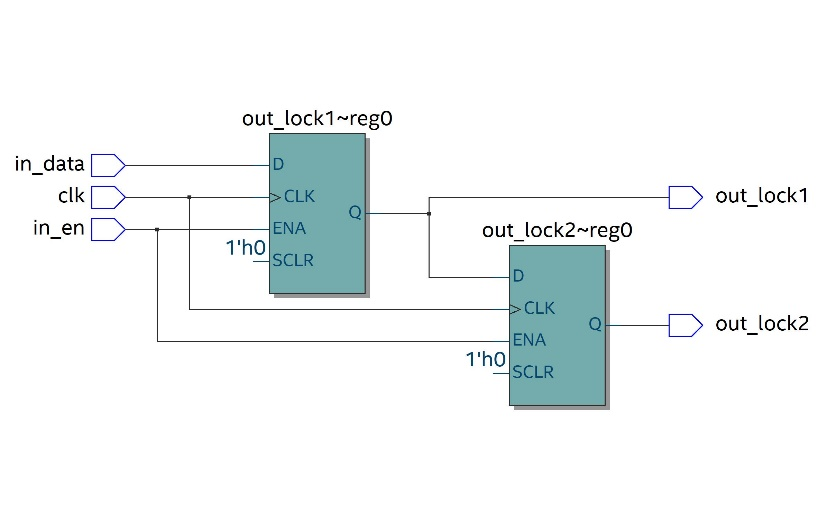 out_lock1~reg0
in_data
D
clk
CLK
out_lock1
Q
in_en
ENA
out_lock2~reg0
1'h0
SCLR
D
CLK
Q
out_lock2
ENA
1'h0
SCLR